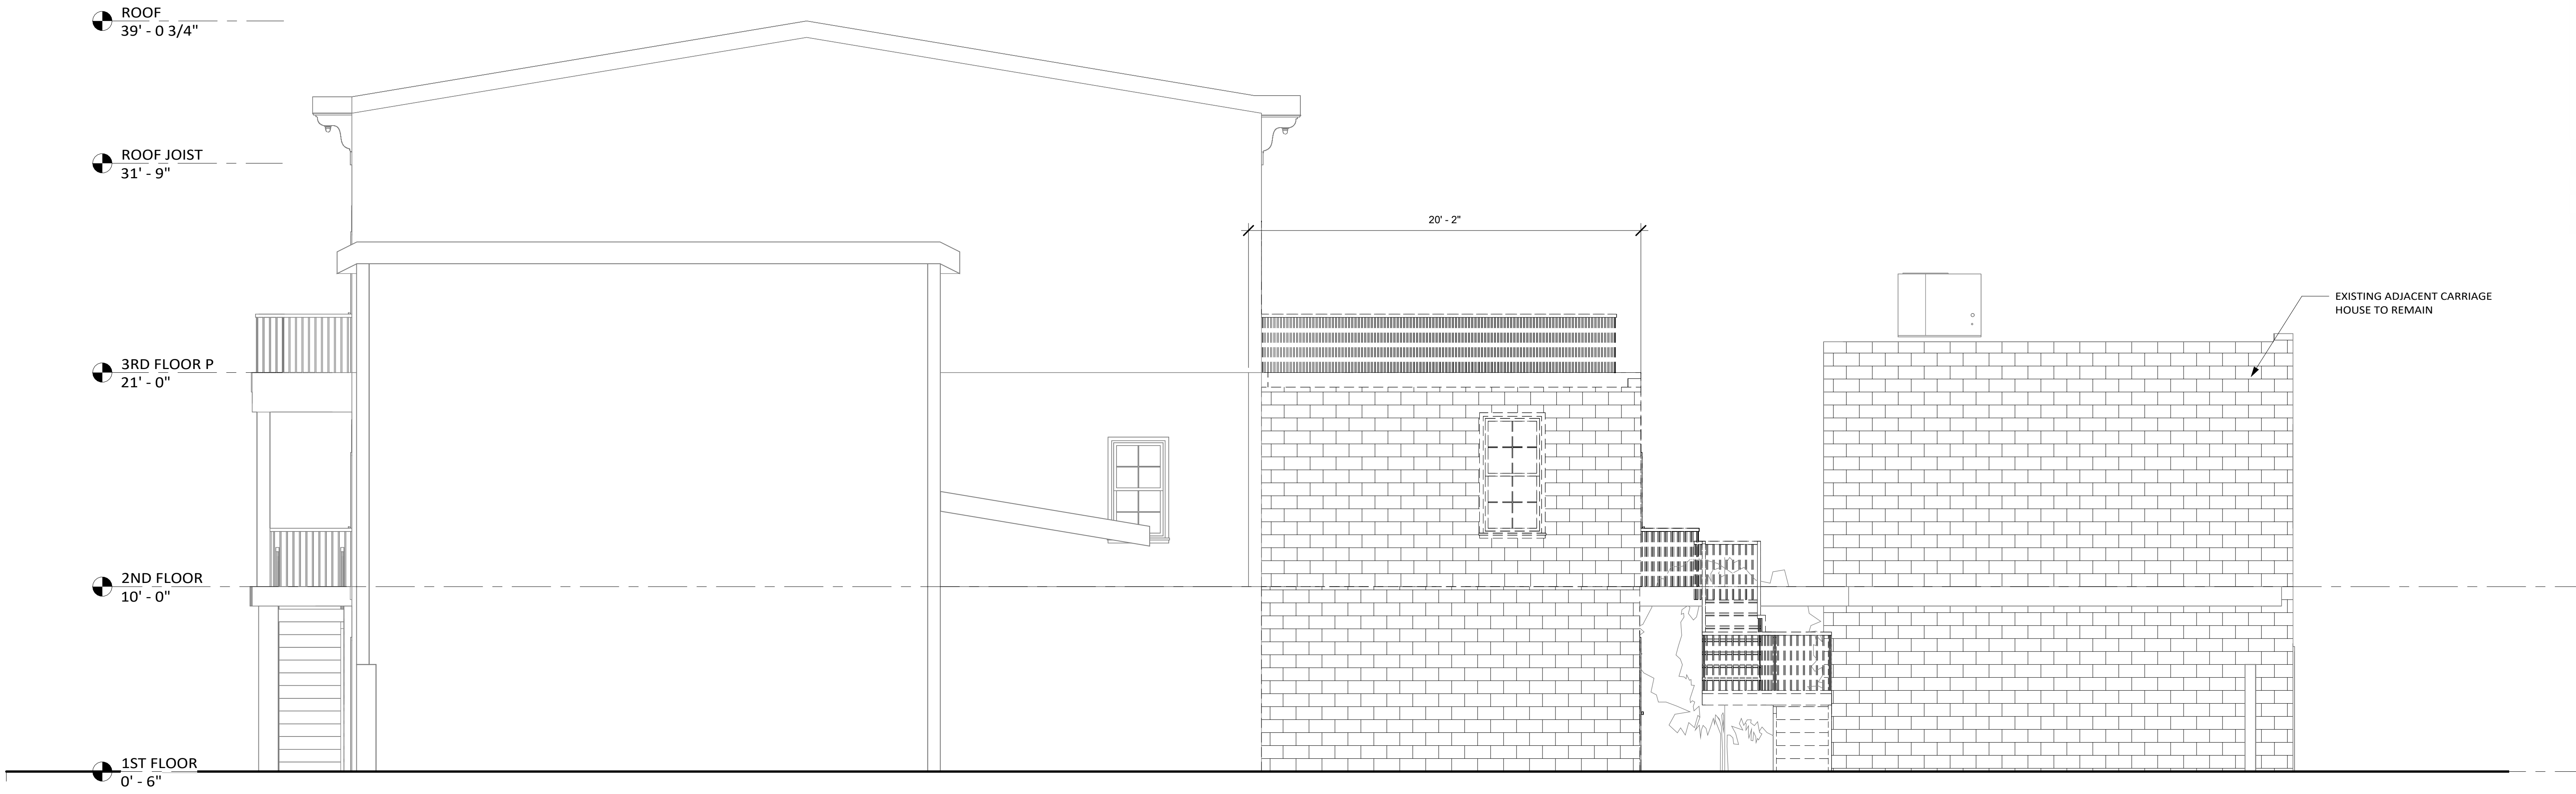 ROOF
39' - 0 3/4"
ROOF JOIST
31' - 9"
20' - 2"
EXISTING ADJACENT CARRIAGE
HOUSE TO REMAIN
3RD FLOOR P
21' - 0"
2ND FLOOR
10' - 0"
1ST FLOOR
0' - 6"